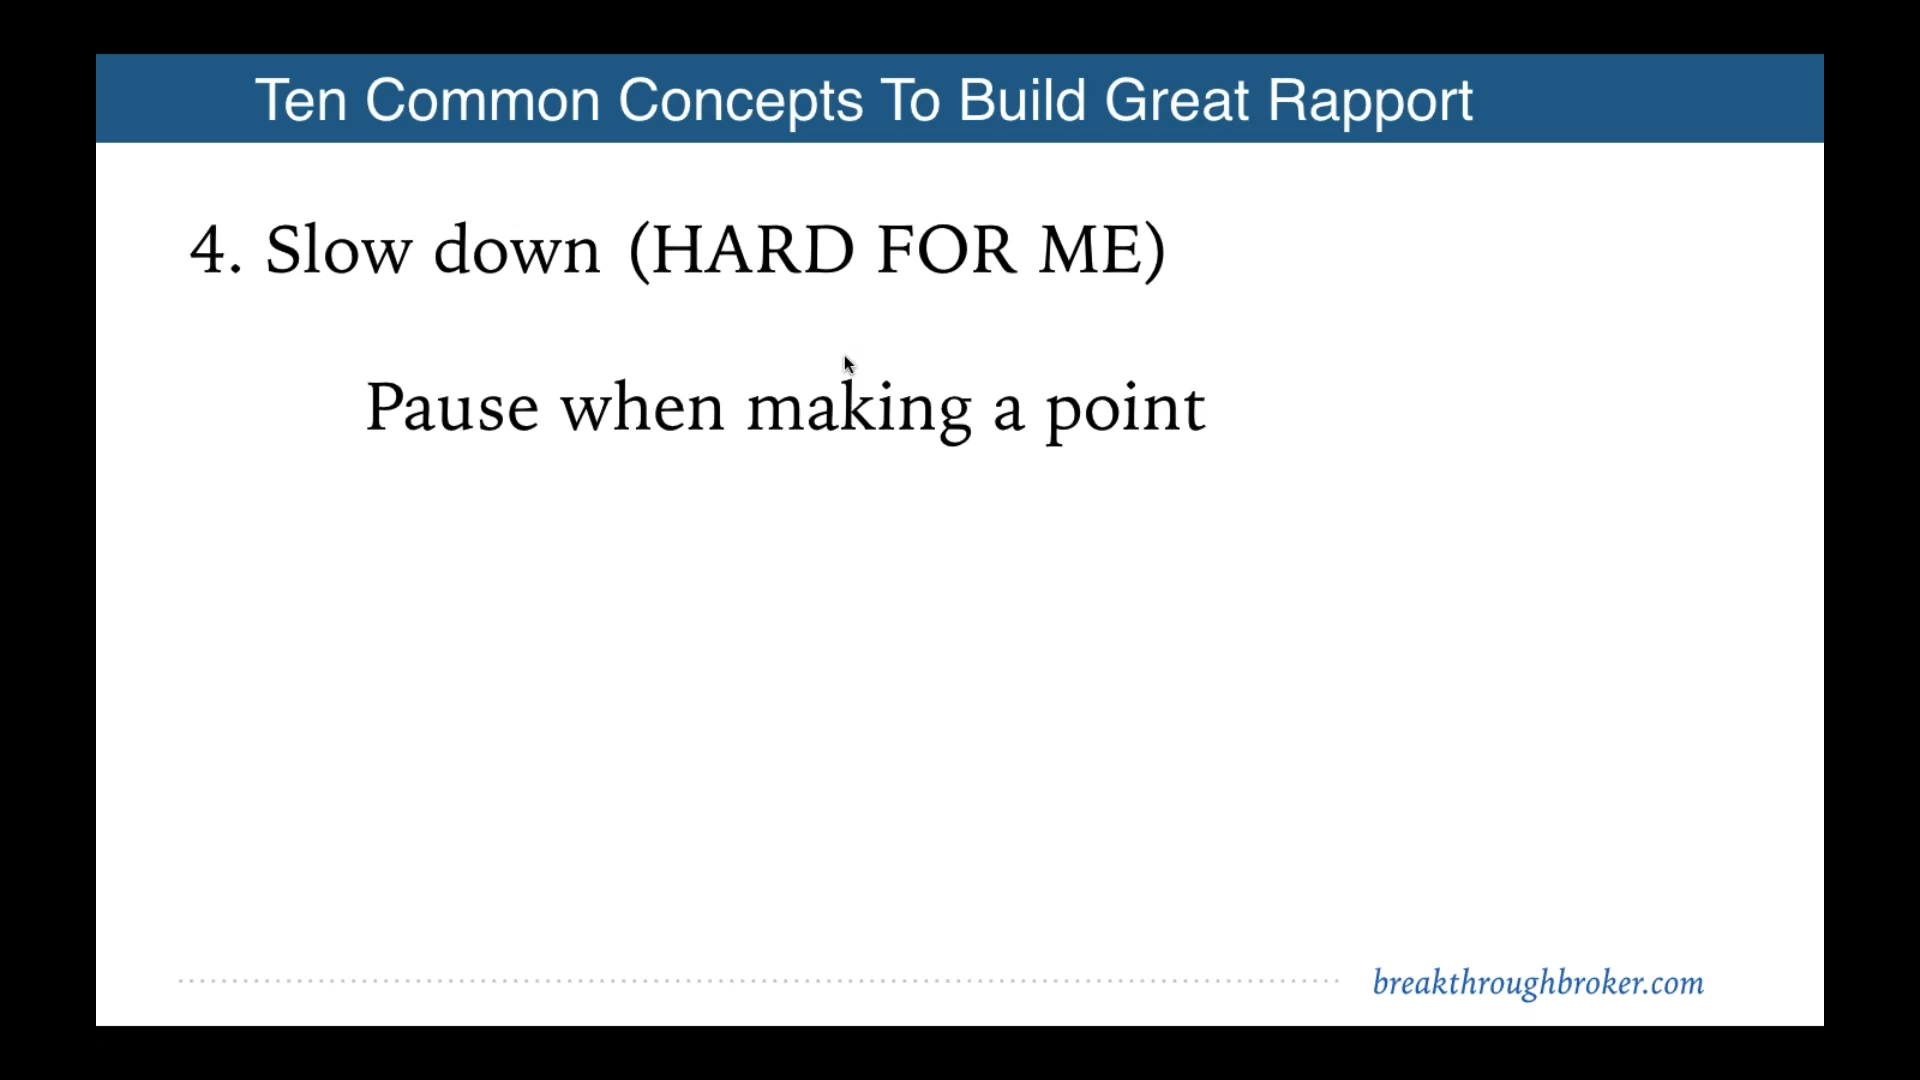 Ten Common Concepts To Build Great Rapport
4. Slow down (HARD FOR ME)
Pause when making a point
breakthroughbroker.com